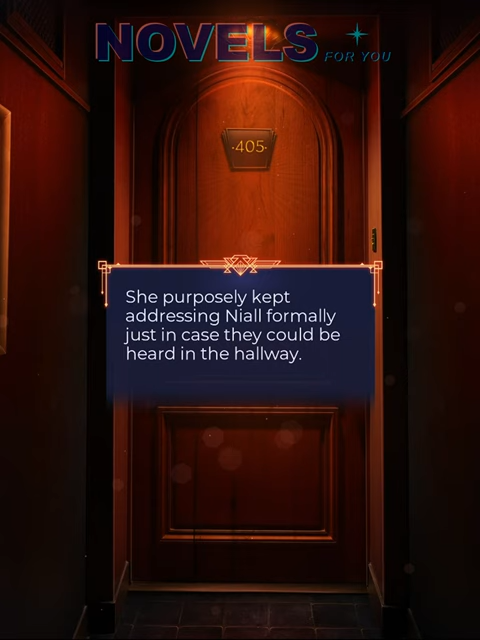 NOVELS FOR YOU
·405·
She purposely kept
addressing Niall formally
just in case they could be
heard in the hallway.